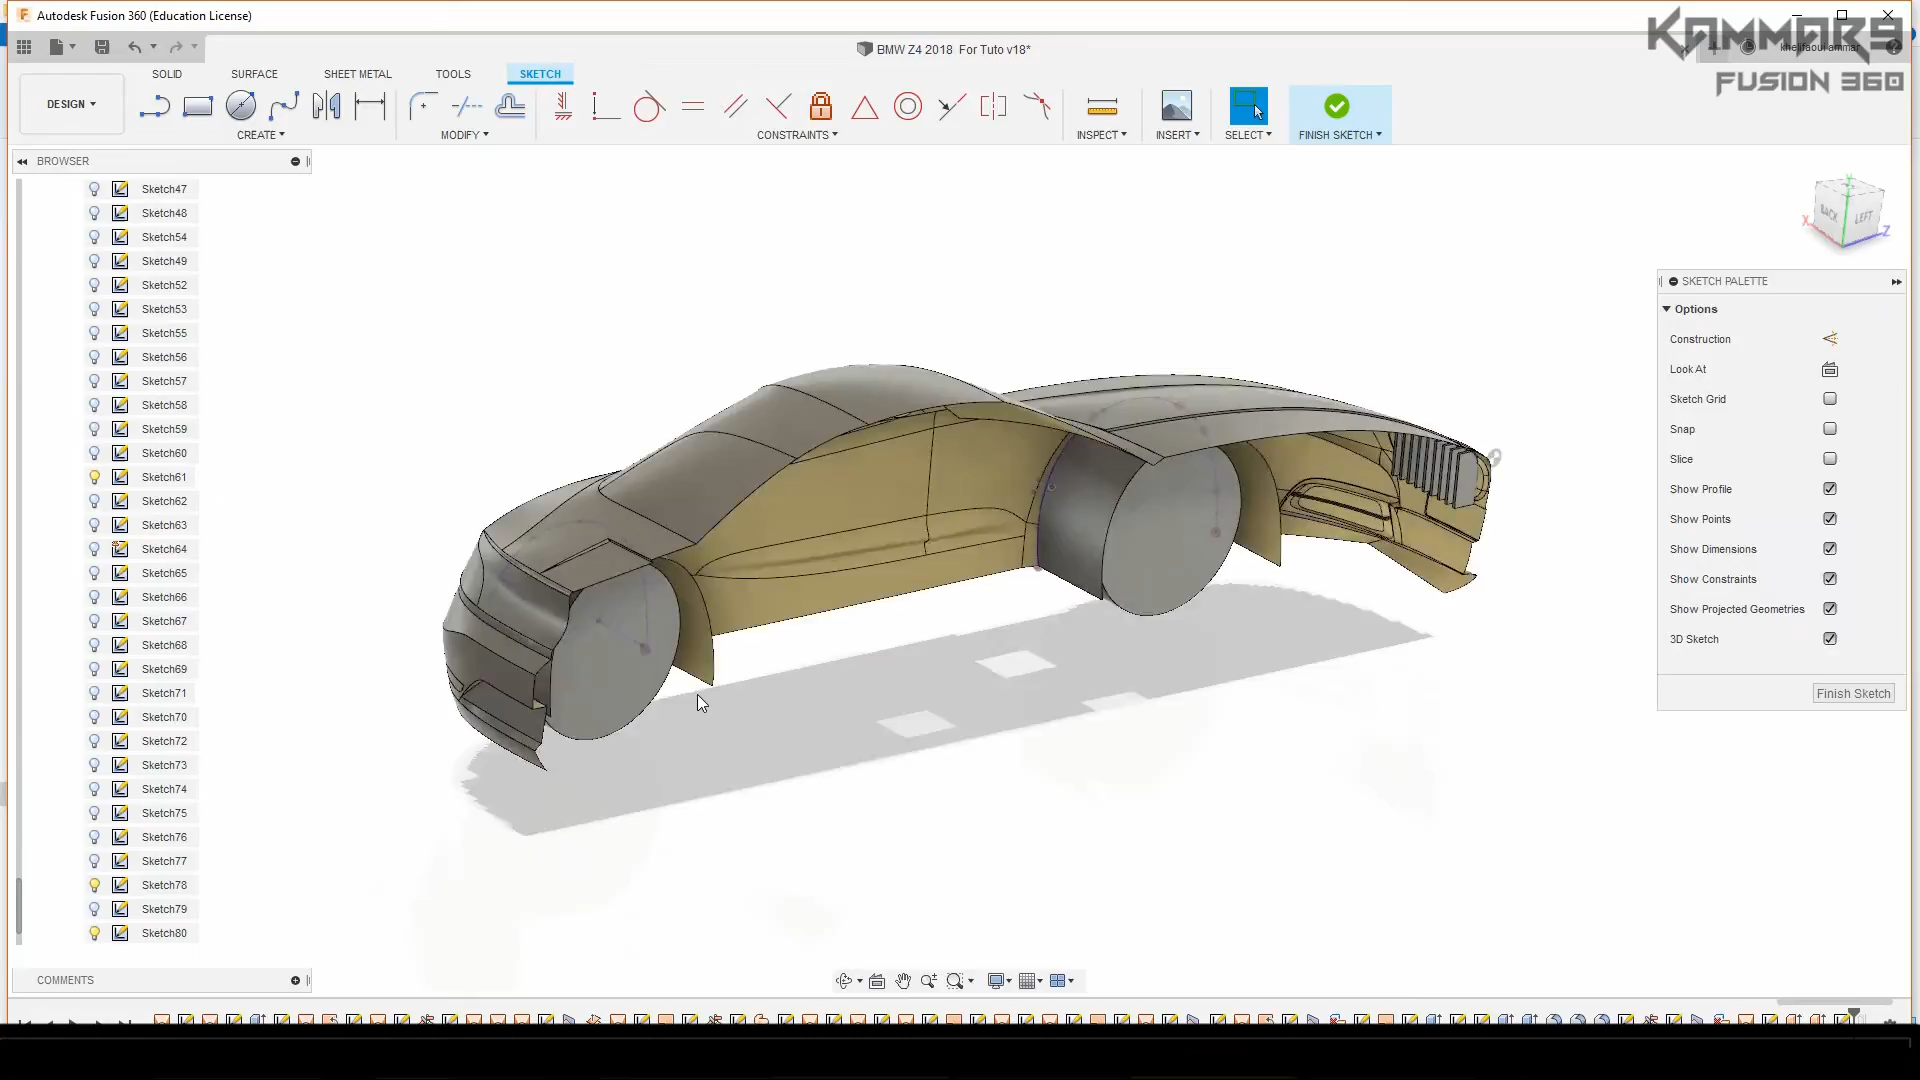 Autodesk Fusion 360 (Education License)
KAMMAR9
FUSION 360
BMW Z4 2018 For Tuto v18*
khelifaoui ammar
SOLID SURFACE SHEET METAL TOOLS SKETCH
DESIGN
CREATE MODIFY CONSTRAINTS INSPECT INSERT SELECT FINISH SKETCH
BROWSER
Sketch47
Sketch48
Sketch54
Sketch49
Sketch52
Sketch53
Sketch55
Sketch56
Sketch57
Sketch58
Sketch59
Sketch60
Sketch61
Sketch62
Sketch63
Sketch64
Sketch65
Sketch66
Sketch67
Sketch68
Sketch69
Sketch71
Sketch70
Sketch72
Sketch73
Sketch74
Sketch75
Sketch76
Sketch77
Sketch78
Sketch79
Sketch80
COMMENTS
Y
BACK LEFT
X
Z
SKETCH PALETTE
Options
Construction
Look At
Sketch Grid
Snap
Slice
Show Profile
Show Points
Show Dimensions
Show Constraints
Show Projected Geometries
3D Sketch
Finish Sketch